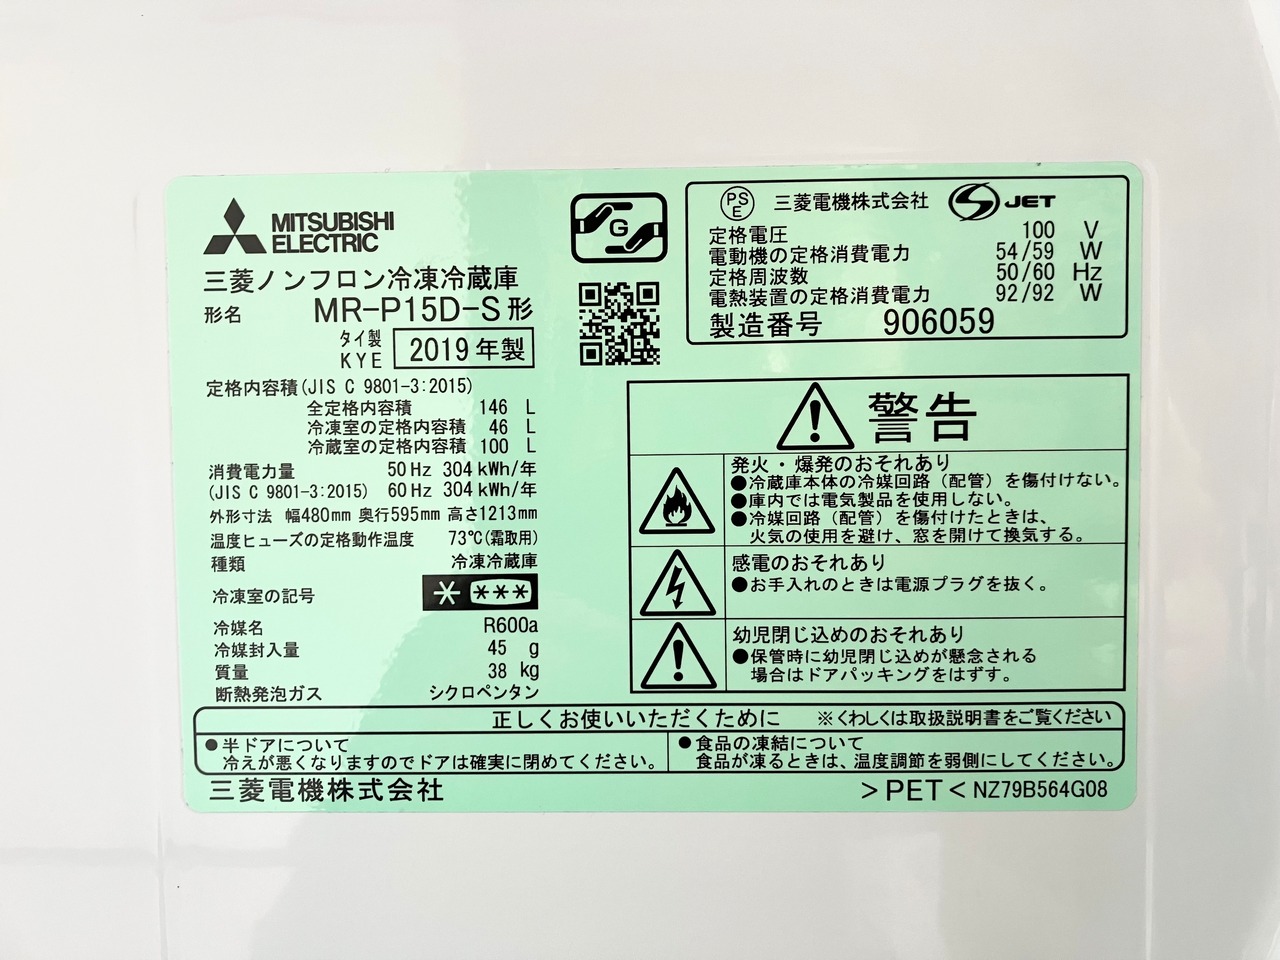 MITSUBISHI
ELECTRIC
三菱ノンフロン冷凍冷蔵庫
形名 MR-P15D-S形
タイ製
KYE 2019年製
定格内容積(JIS C 9801-3:2015)
全定格内容積 146 L
冷凍室の定格内容積 46 L
冷蔵室の定格内容積 100 L
消費電力量 50Hz 304kWh/年
(JIS C 9801-3:2015) 60Hz 304kWh/年
外形寸法 幅480mm 奥行595mm 高さ1213mm
温度ヒューズの定格動作温度 73℃(霜取用)
種類 冷凍冷蔵庫
冷凍室の記号 ＊ ＊＊＊
冷媒名 R600a
冷媒封入量 45 g
質量 38 kg
断熱発泡ガス シクロペンタン
G
PS
E
三菱電機株式会社 S JET
定格電圧 100 V
電動機の定格消費電力 54/59 W
定格周波数 50/60 Hz
電熱装置の定格消費電力 92/92 W
製造番号 906059
警告
発火・爆発のおそれあり
●冷蔵庫本体の冷媒回路（配管）を傷付けない。
●庫内では電気製品を使用しない。
●冷媒回路（配管）を傷付けたときは、
火気の使用を避け、窓を開けて換気する。
感電のおそれあり
●お手入れのときは電源プラグを抜く。
幼児閉じ込めのおそれあり
●保管時に幼児閉じ込めが懸念される
場合はドアパッキングをはずす。
正しくお使いいただくために ※くわしくは取扱説明書をご覧ください
●半ドアについて
冷えが悪くなりますのでドアは確実に閉めてください。
●食品の凍結について
食品が凍るときは、温度調節を弱側にしてください。
三菱電機株式会社
>PET< NZ79B564G08